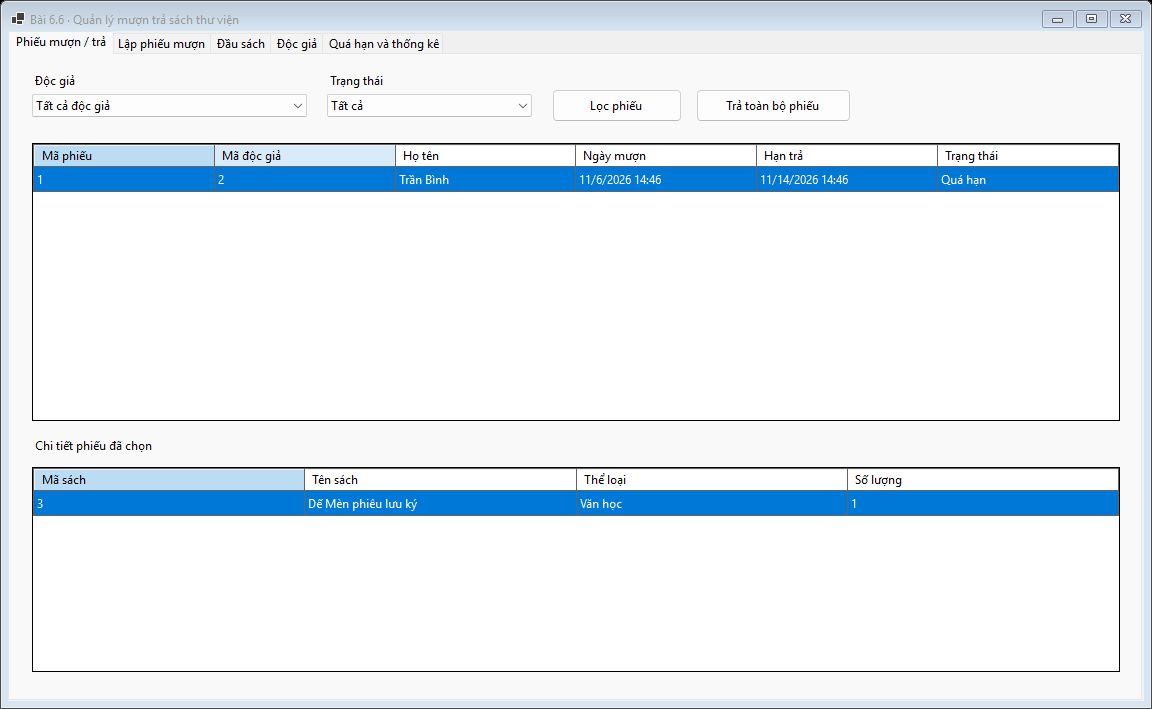 Bài 6.6 - Quản lý mượn trả sách thư viện
Phiếu mượn / trả Lập phiếu mượn Đầu sách Độc giả Quá hạn và thống kê
Độc giả Trạng thái
Tất cả độc giả Tất cả Lọc phiếu Trả toàn bộ phiếu
Mã phiếu Mã độc giả Họ tên Ngày mượn Hạn trả Trạng thái
1 2 Trần Bình 11/6/2026 14:46 11/14/2026 14:46 Quá hạn
Chi tiết phiếu đã chọn
Mã sách Tên sách Thể loại Số lượng
3 Dế Mèn phiêu lưu ký Văn học 1